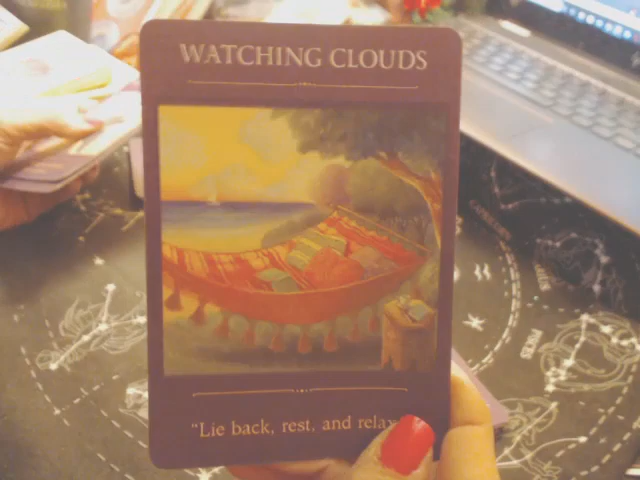 WATCHING CLOUDS
"Lie back, rest, and relax